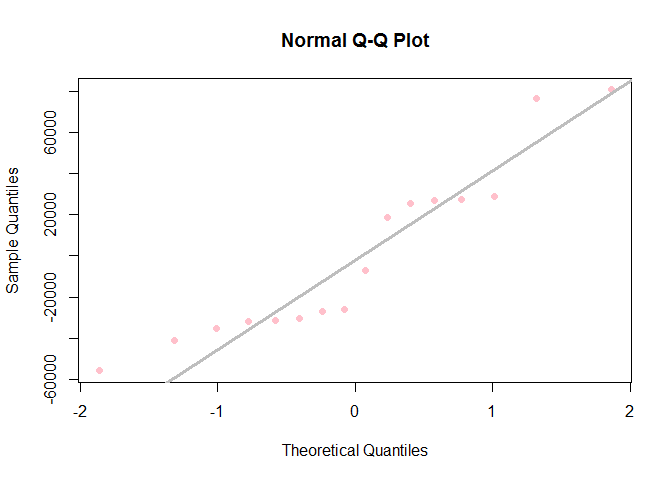 Normal Q-Q Plot
Sample Quantiles
60000
20000
-20000
-60000
-2 -1 0 1 2
Theoretical Quantiles